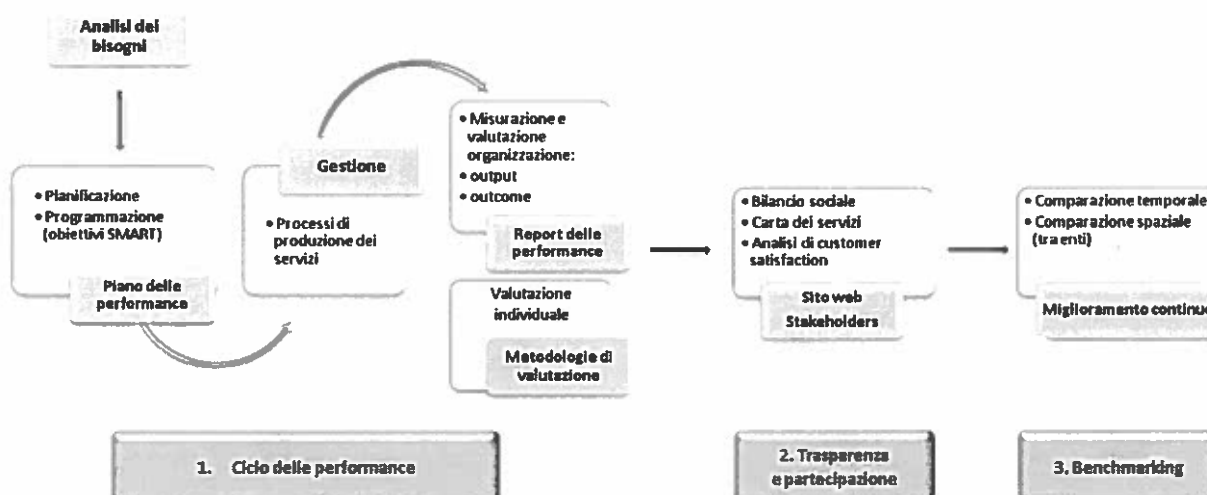 Analisi dei
bisogni
• Pianificazione
• Programmazione
(obiettivi SMART)
Piano delle
performance
Gestione
• Processi di
produzione dei
servizi
• Misurazione e
valutazione
organizzazione:
• output
• outcome
Report delle
performance
Valutazione
individuale
Metodologie di
valutazione
• Bilancio sociale
• Carta dei servizi
• Analisi di customer
satisfaction
Sito web
Stakeholders
• Comparazione temporale
• Comparazione spaziale
(tra enti)
Miglioramento continuo
1. Ciclo delle performance
2. Trasparenza
e partecipazione
3. Benchmarking